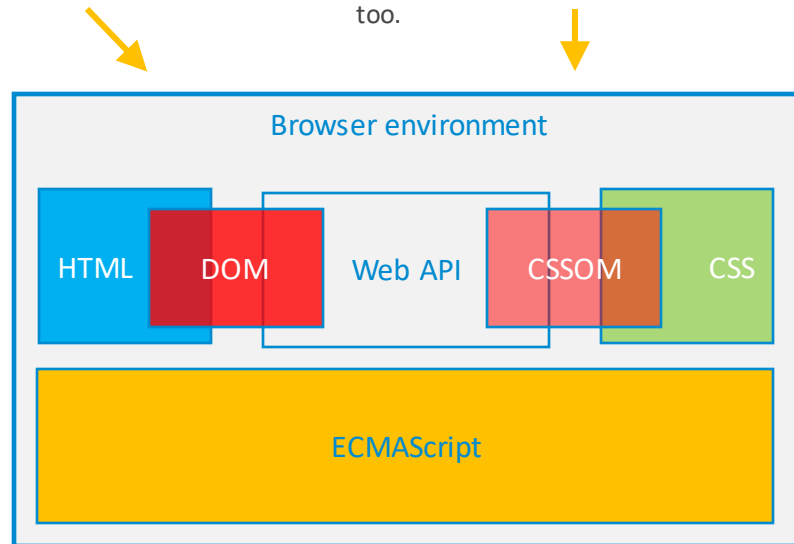 too.
Browser environment
HTML DOM Web API CSSOM CSS
ECMAScript